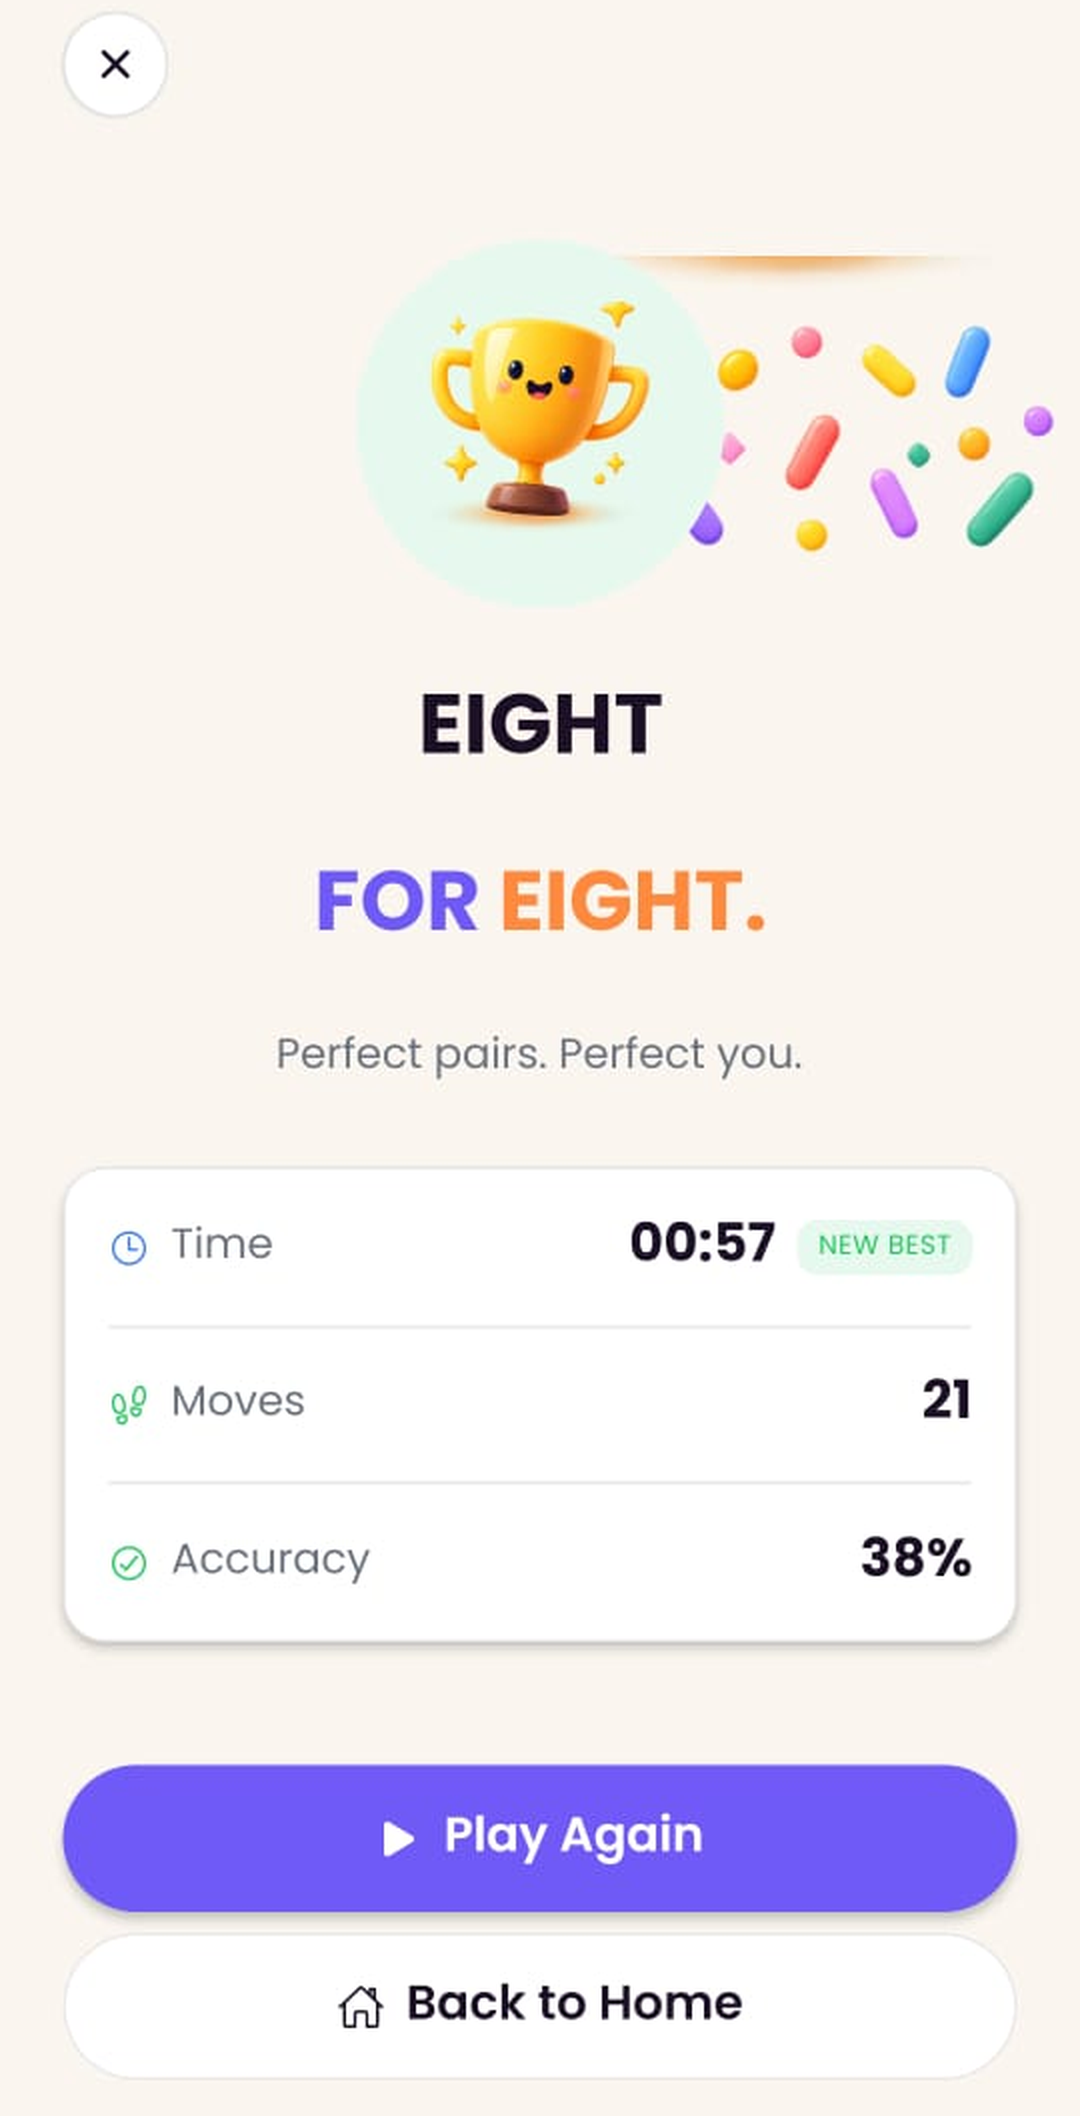 EIGHT
FOR EIGHT.
Perfect pairs. Perfect you.
Time 00:57 NEW BEST
Moves 21
Accuracy 38%
Play Again
Back to Home